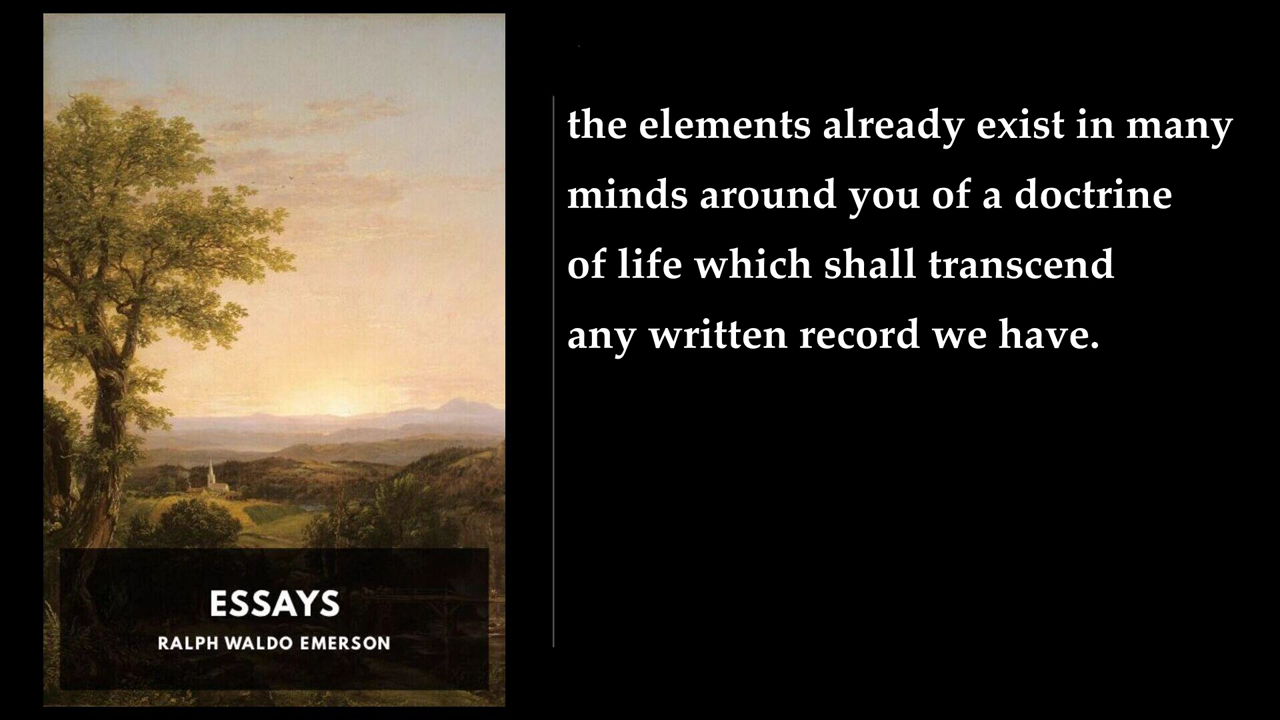 ESSAYS
RALPH WALDO EMERSON
the elements already exist in many
minds around you of a doctrine
of life which shall transcend
any written record we have.